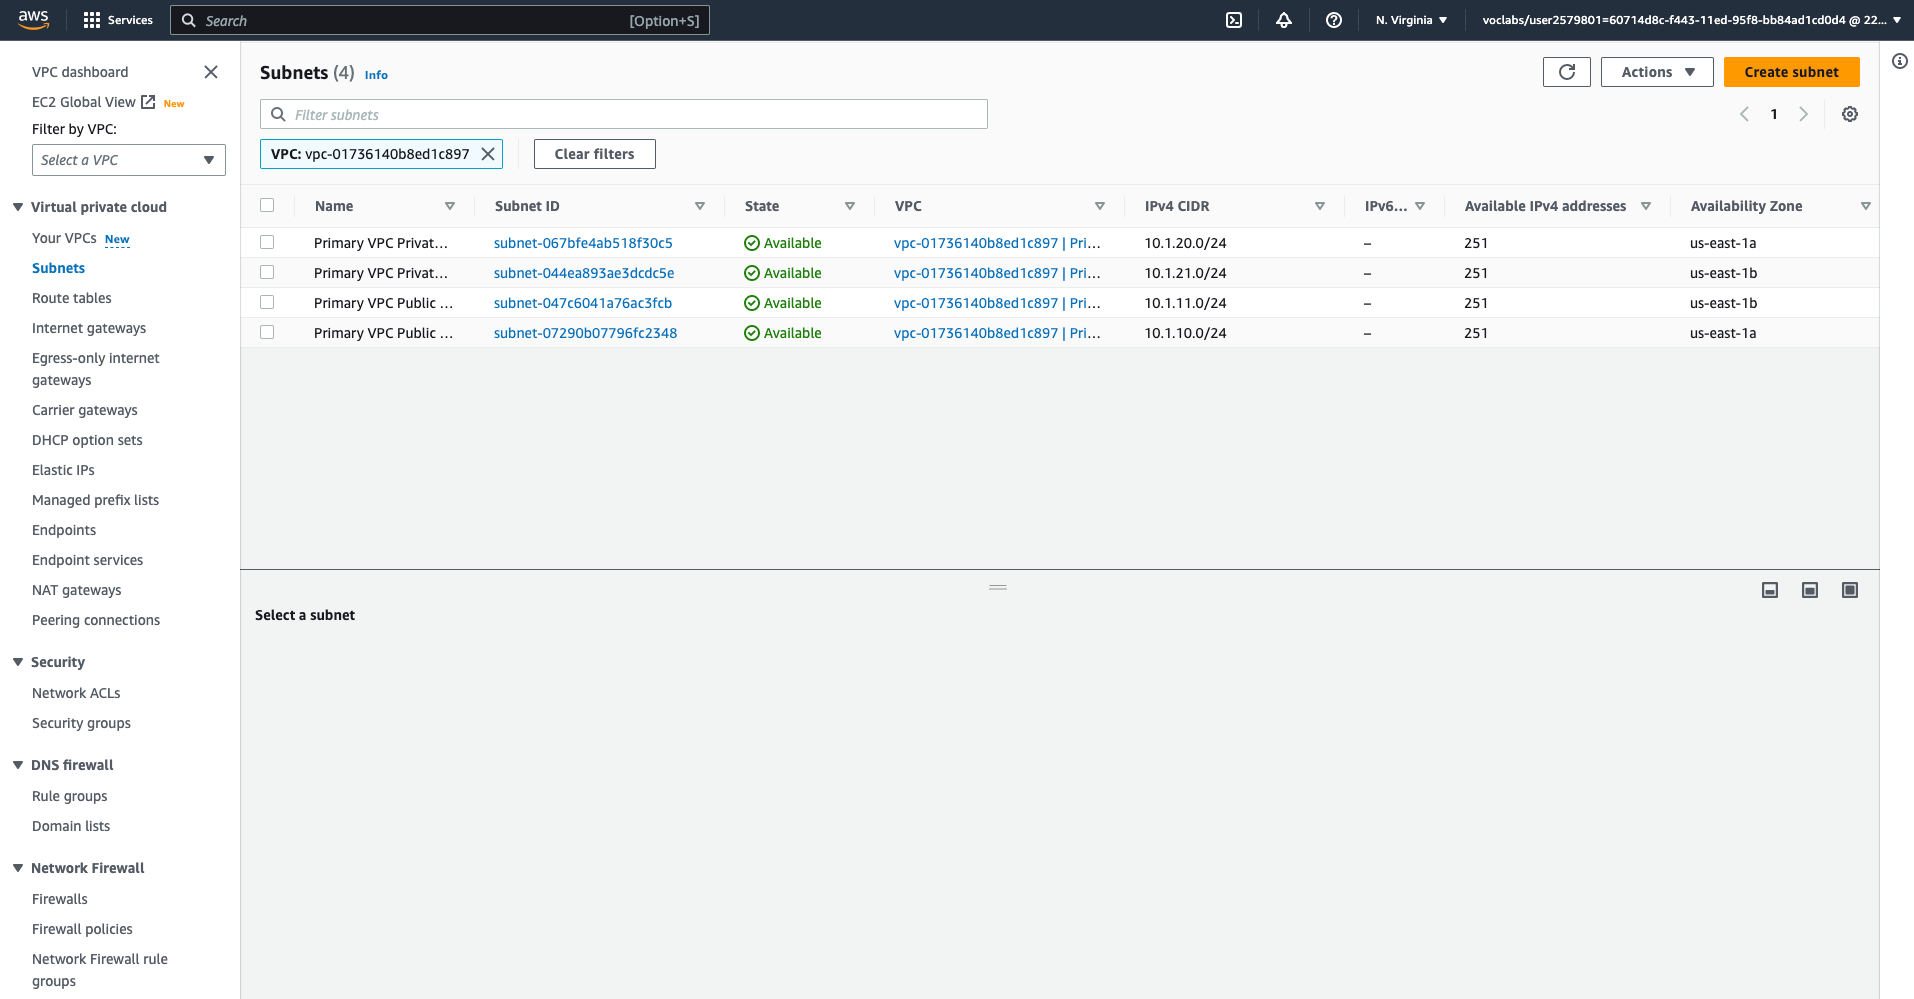 aws
Services
Search
[Option+S]
N. Virginia
voclabs/user2579801=60714d8c-f443-11ed-95f8-bb84ad1cd0d4 @ 22...
VPC dashboard
EC2 Global View New
Filter by VPC:
Select a VPC
Virtual private cloud
Your VPCs New
Subnets
Route tables
Internet gateways
Egress-only internet
gateways
Carrier gateways
DHCP option sets
Elastic IPs
Managed prefix lists
Endpoints
Endpoint services
NAT gateways
Peering connections
Security
Network ACLs
Security groups
DNS firewall
Rule groups
Domain lists
Network Firewall
Firewalls
Firewall policies
Network Firewall rule
groups
Subnets (4) Info
Actions
Create subnet
Filter subnets
1
VPC: vpc-01736140b8ed1c897
Clear filters
Name Subnet ID State VPC IPv4 CIDR IPv6... Available IPv4 addresses Availability Zone
Primary VPC Privat... subnet-067bfe4ab518f30c5 Available vpc-01736140b8ed1c897 | Pri... 10.1.20.0/24 – 251 us-east-1a
Primary VPC Privat... subnet-044ea893ae3dcdc5e Available vpc-01736140b8ed1c897 | Pri... 10.1.21.0/24 – 251 us-east-1b
Primary VPC Public ... subnet-047c6041a76ac3fcb Available vpc-01736140b8ed1c897 | Pri... 10.1.11.0/24 – 251 us-east-1b
Primary VPC Public ... subnet-07290b07796fc2348 Available vpc-01736140b8ed1c897 | Pri... 10.1.10.0/24 – 251 us-east-1a
Select a subnet